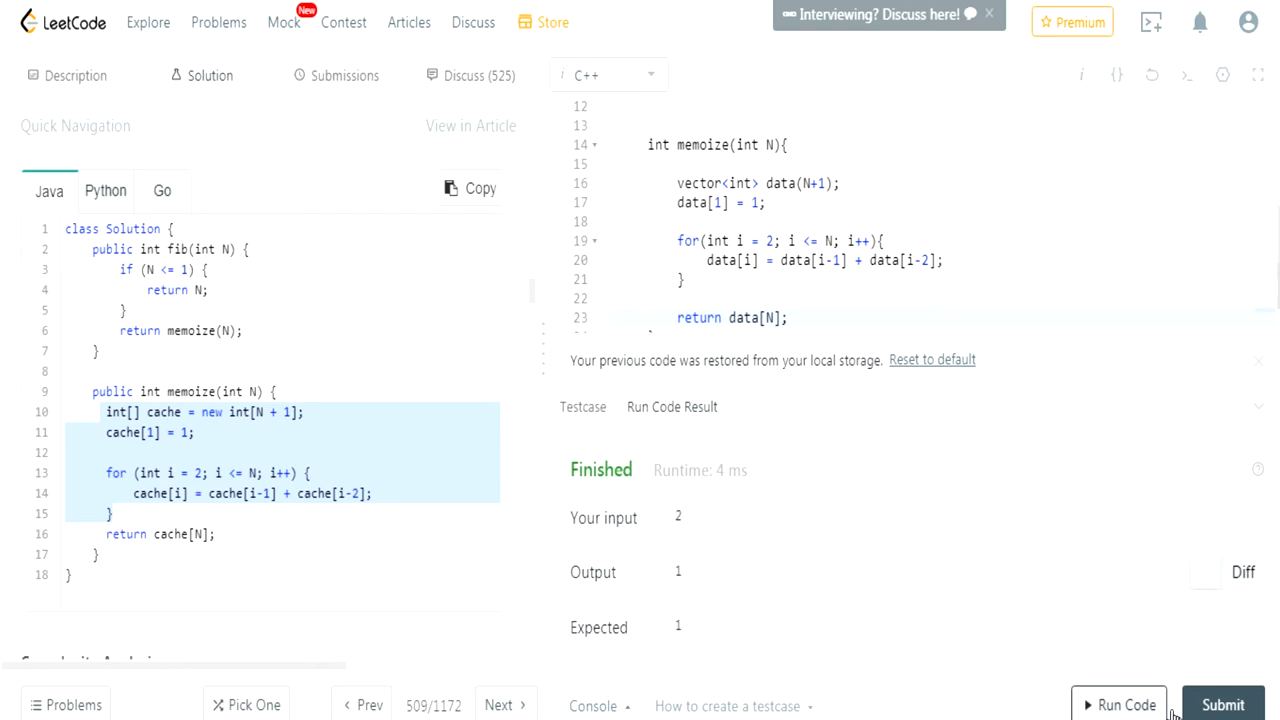 LeetCode Explore Problems Mock New Contest Articles Discuss Store Interviewing? Discuss here! Premium
Description Solution Submissions Discuss (525) i C++
Quick Navigation View in Article
Java Python Go Copy
1 class Solution {
2 public int fib(int N) {
3 if (N <= 1) {
4 return N;
5 }
6 return memoize(N);
7 }
8
9 public int memoize(int N) {
10 int[] cache = new int[N + 1];
11 cache[1] = 1;
12
13 for (int i = 2; i <= N; i++) {
14 cache[i] = cache[i-1] + cache[i-2];
15 }
16 return cache[N];
17 }
18 }
12
13
14 int memoize(int N){
15
16 vector<int> data(N+1);
17 data[1] = 1;
18
19 for(int i = 2; i <= N; i++){
20 data[i] = data[i-1] + data[i-2];
21 }
22
23 return data[N];
Your previous code was restored from your local storage. Reset to default
Testcase Run Code Result
Finished Runtime: 4 ms
Your input 2
Output 1 Diff
Expected 1
Problems Pick One Prev 509/1172 Next Console How to create a testcase Run Code Submit